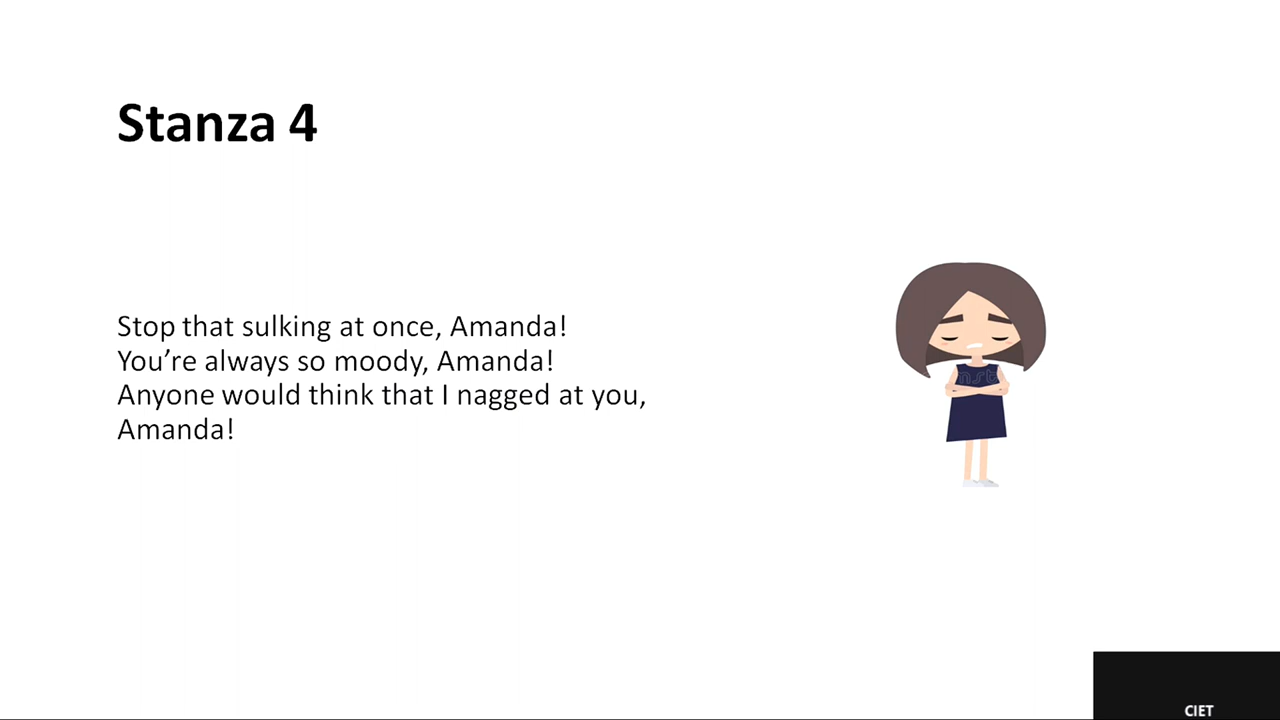 Stanza 4
Stop that sulking at once, Amanda!
You’re always so moody, Amanda!
Anyone would think that I nagged at you,
Amanda!
CIET